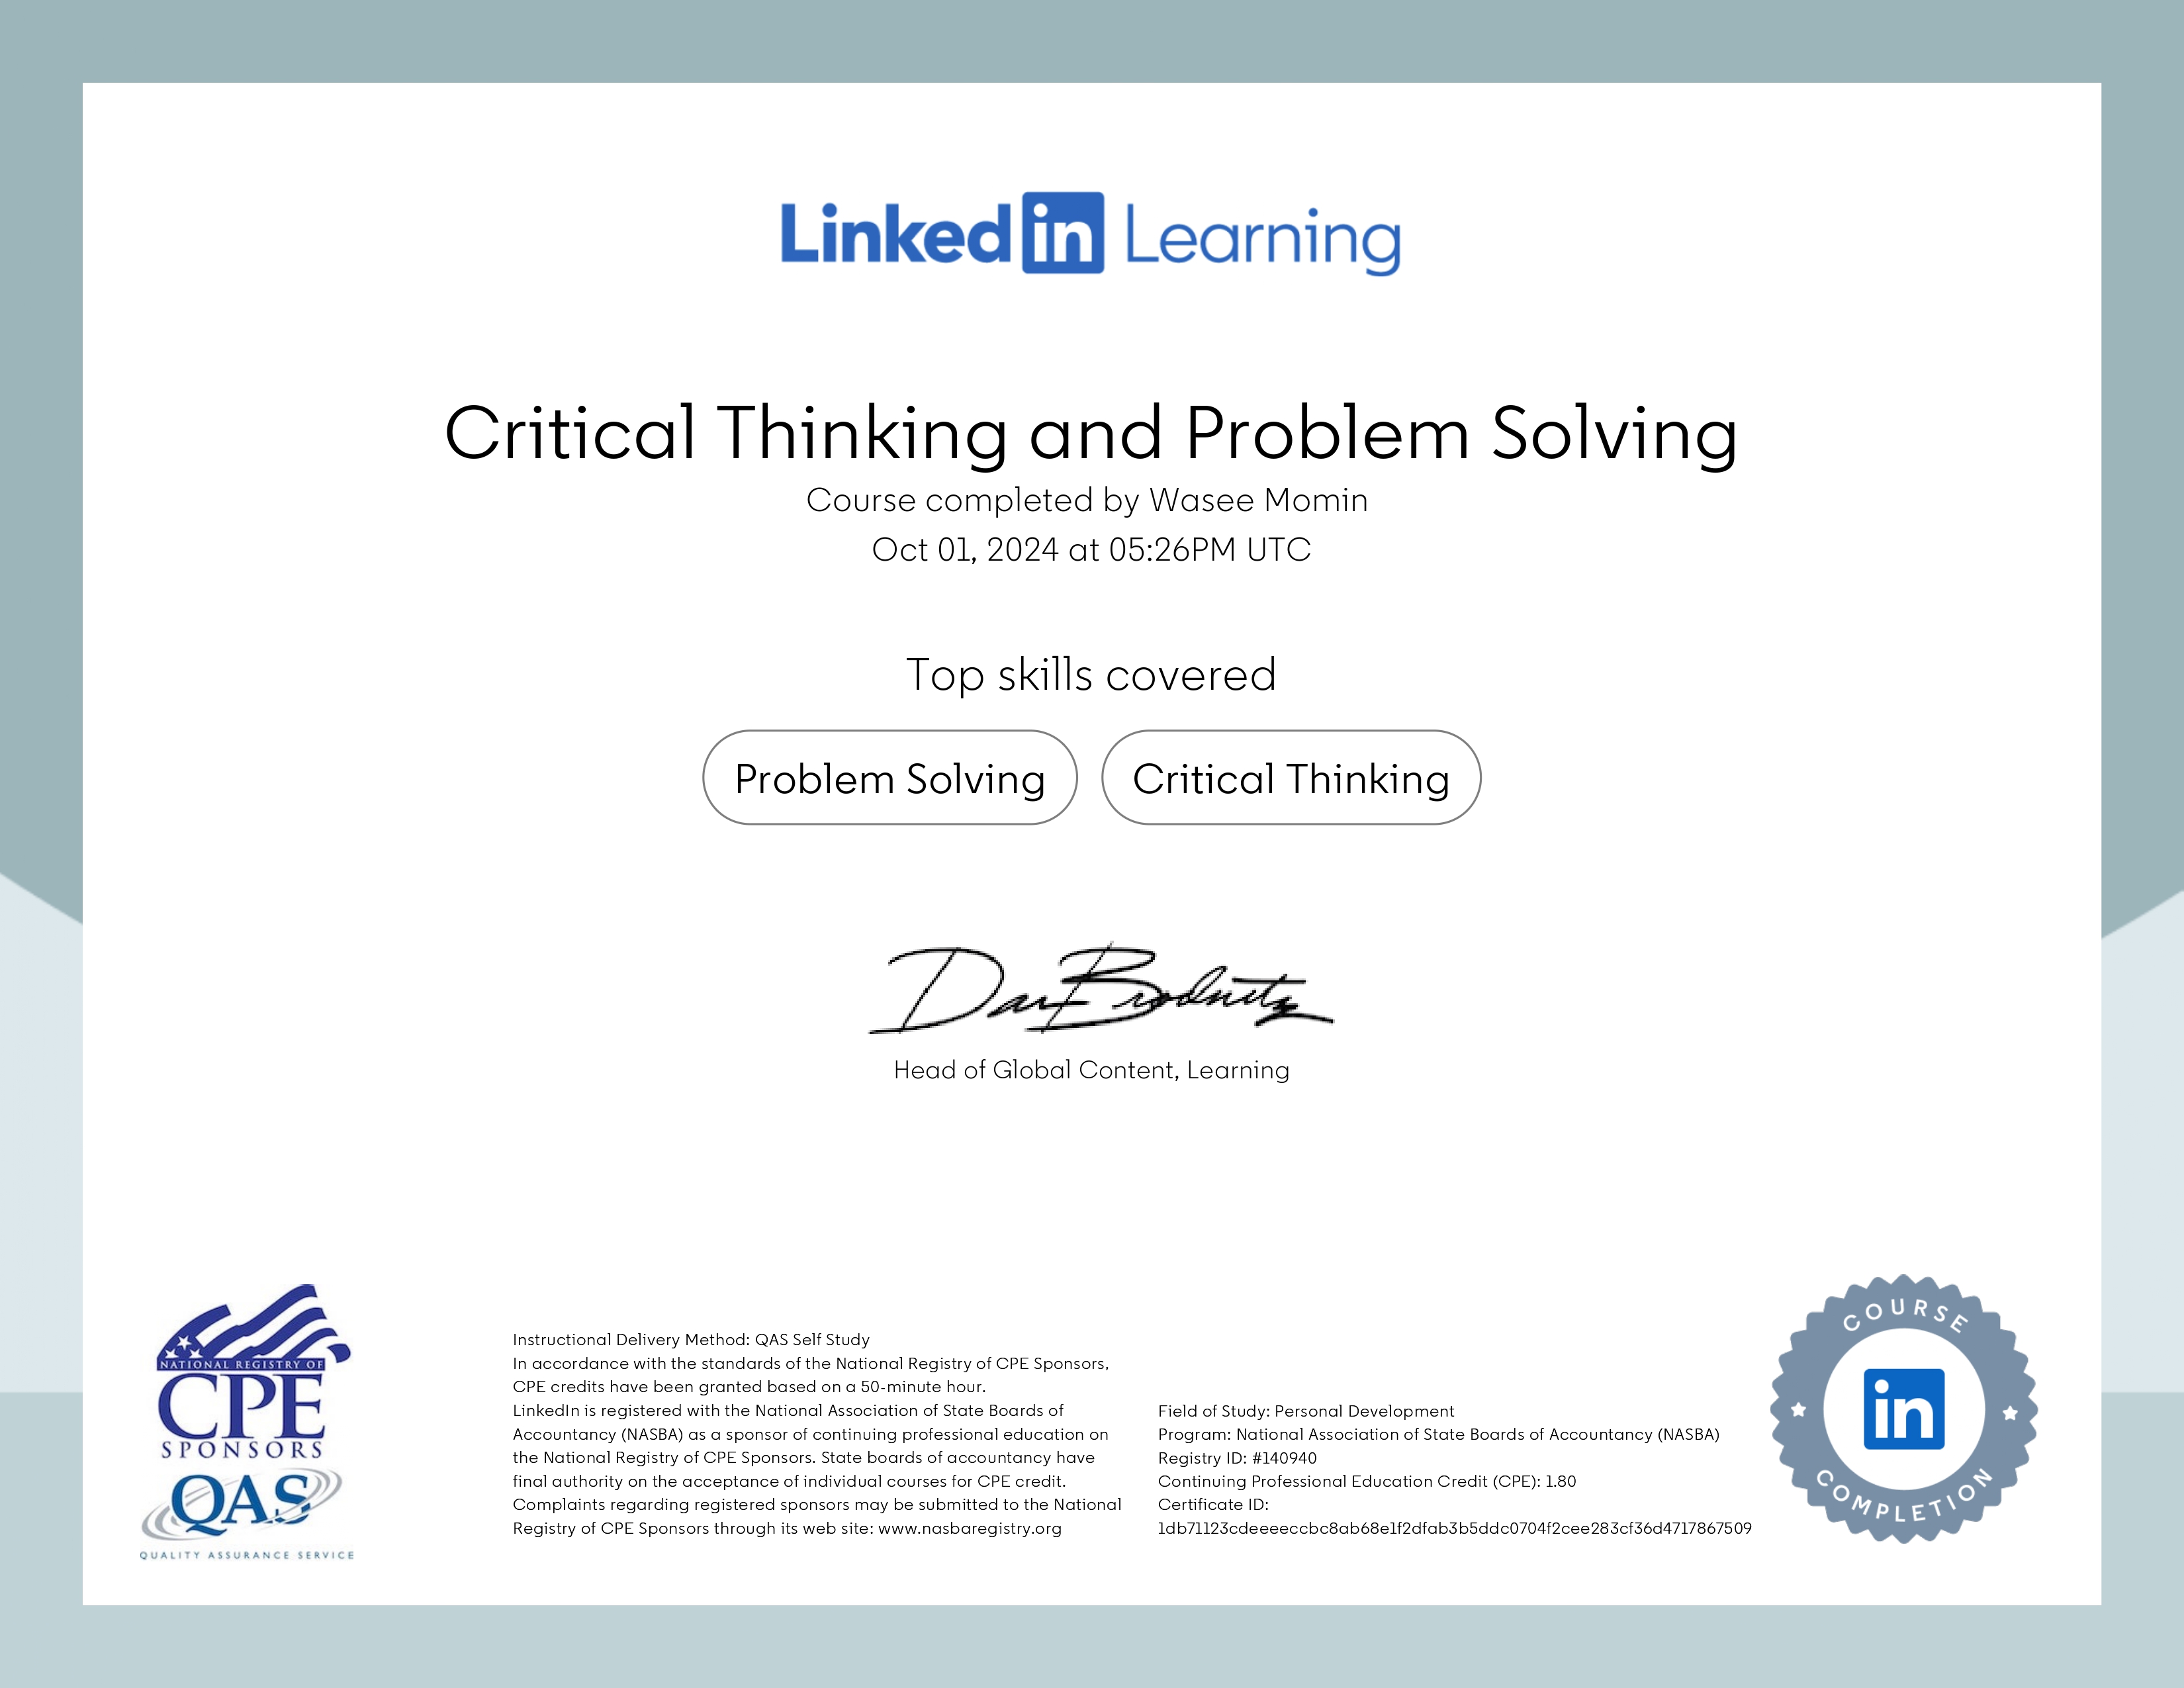 Linkedin Learning
Critical Thinking and Problem Solving
Course completed by Wasee Momin
Oct 01, 2024 at 05:26PM UTC
Top skills covered
Problem Solving
Critical Thinking
Dan Brodnitz
Head of Global Content, Learning
NATIONAL REGISTRY OF
CPE
SPONSORS
QAS
QUALITY ASSURANCE SERVICE
Instructional Delivery Method: QAS Self Study
In accordance with the standards of the National Registry of CPE Sponsors,
CPE credits have been granted based on a 50-minute hour.
LinkedIn is registered with the National Association of State Boards of
Accountancy (NASBA) as a sponsor of continuing professional education on
the National Registry of CPE Sponsors. State boards of accountancy have
final authority on the acceptance of individual courses for CPE credit.
Complaints regarding registered sponsors may be submitted to the National
Registry of CPE Sponsors through its web site: www.nasbaregistry.org
Field of Study: Personal Development
Program: National Association of State Boards of Accountancy (NASBA)
Registry ID: #140940
Continuing Professional Education Credit (CPE): 1.80
Certificate ID:
1db71123cdeeeeccbc8ab68e1f2dfab3b5ddc0704f2cee283cf36d4717867509
COURSE
in
COMPLETION